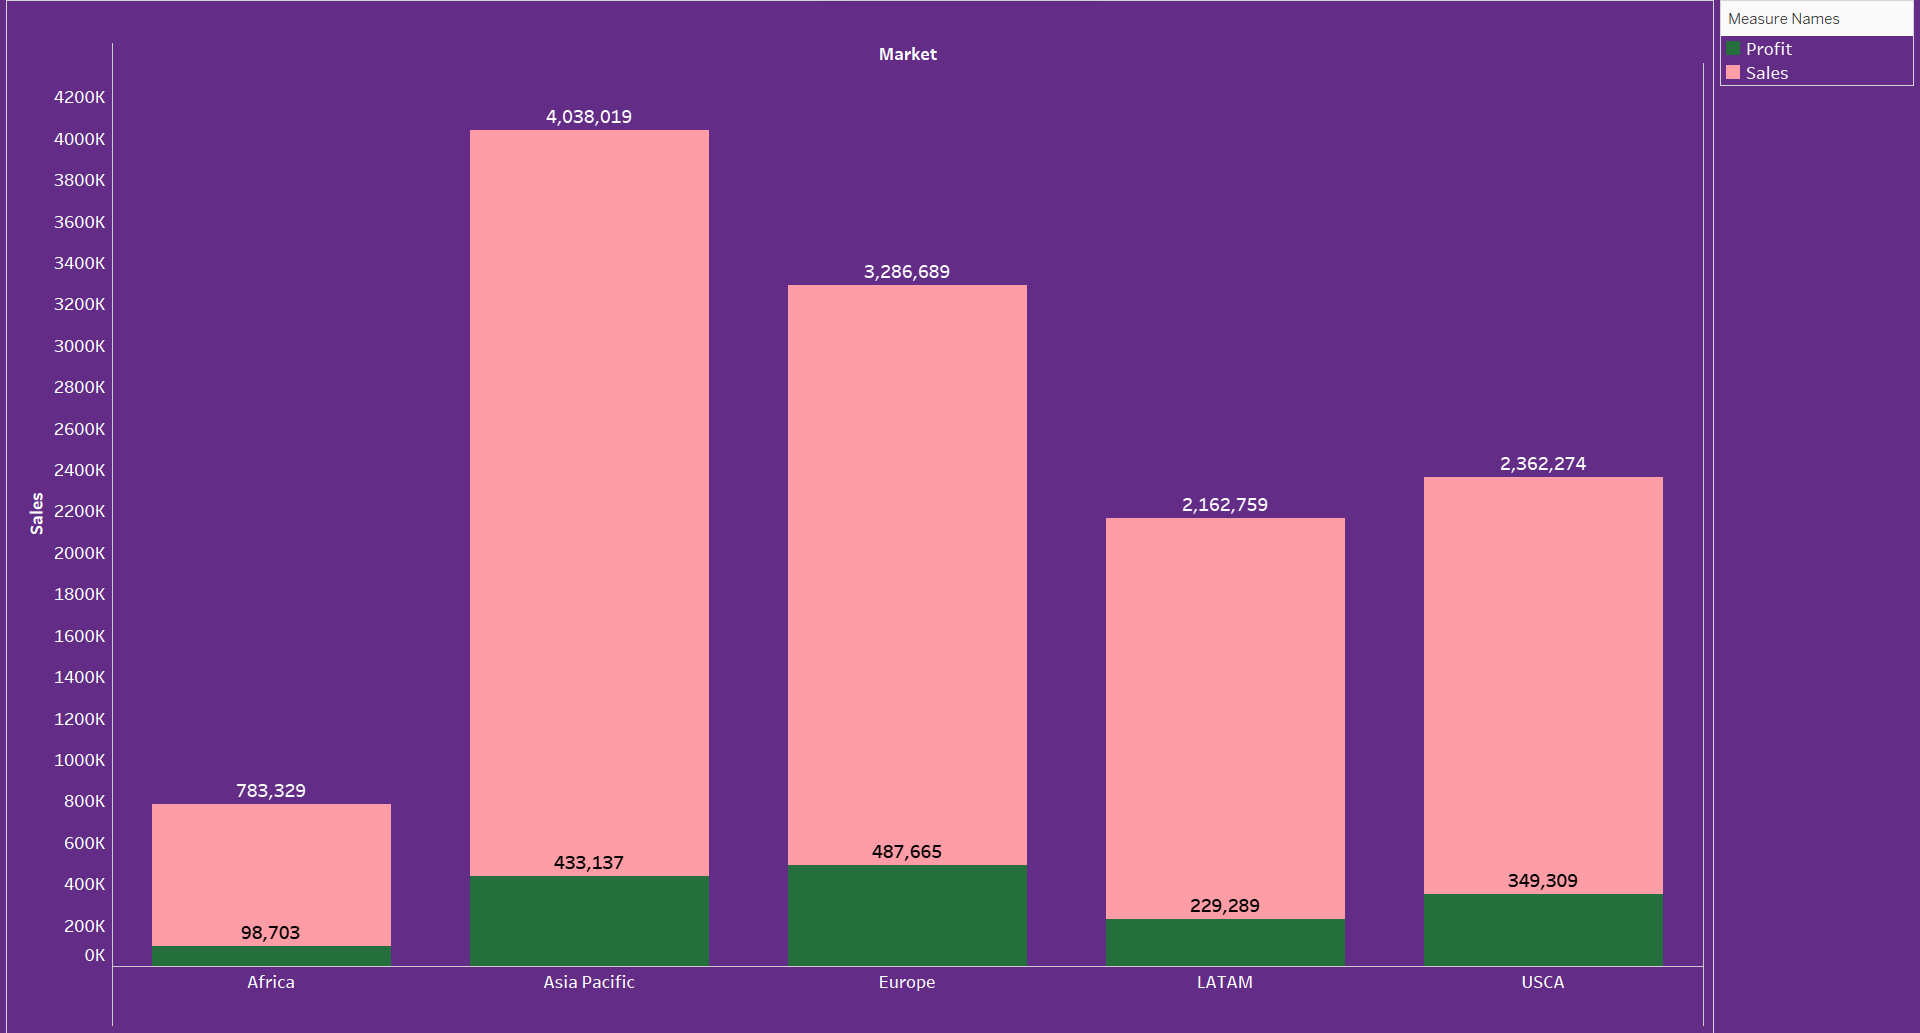 Measure Names
Profit
Sales
Market
4200K
4000K
3800K
3600K
3400K
3200K
3000K
2800K
2600K
2400K
2200K
2000K
1800K
1600K
1400K
1200K
1000K
800K
600K
400K
200K
0K
Sales
4,038,019
3,286,689
2,362,274
2,162,759
783,329
433,137
487,665
349,309
229,289
98,703
Africa
Asia Pacific
Europe
LATAM
USCA